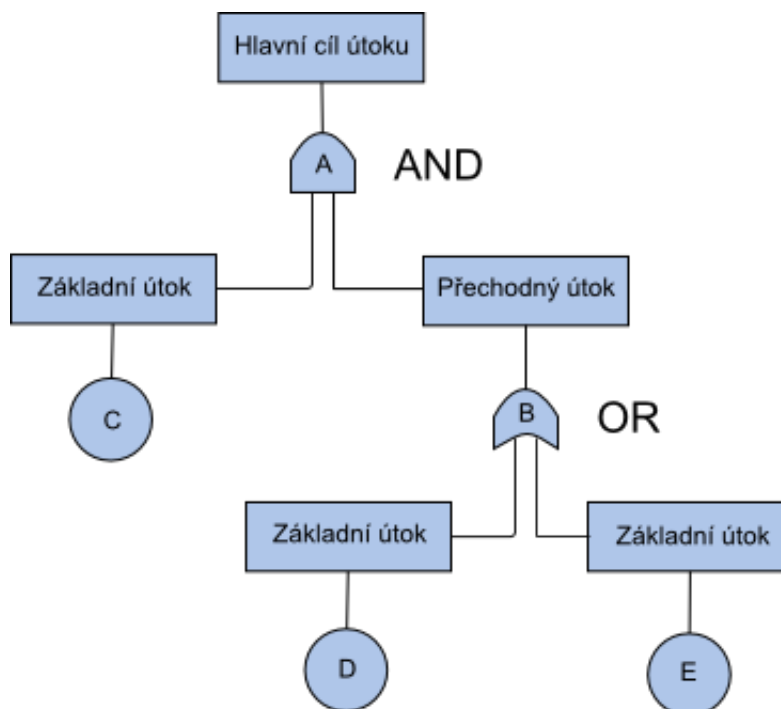 Hlavní cíl útoku
A
AND
Základní útok
Přechodný útok
C
B
OR
Základní útok
Základní útok
D
E